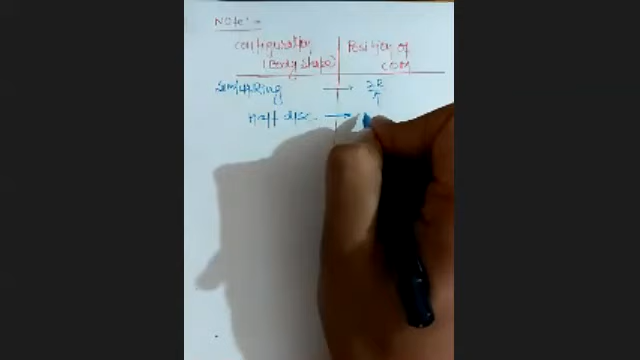 Note :-
Configuration Position of
(Body shape) COM
Semi ring → 2R/π
Half disc →